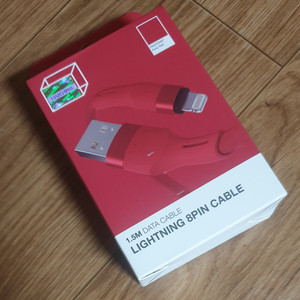 1.5M DATA CABLE
LIGHTNING 8PIN CABLE